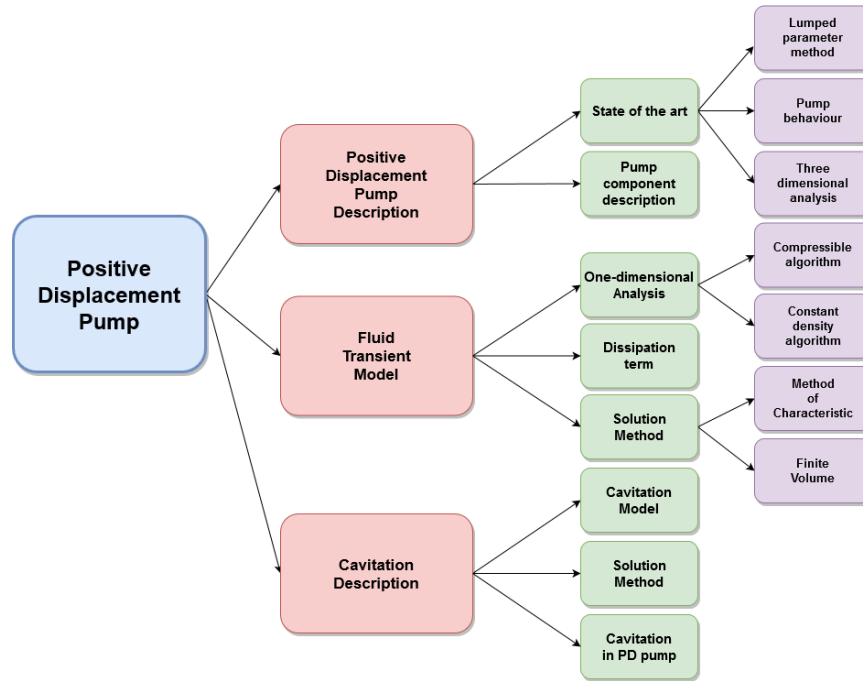 Positive
Displacement
Pump
Positive
Displacement
Pump
Description
Fluid
Transient
Model
Cavitation
Description
State of the art
Pump
component
description
One-dimensional
Analysis
Dissipation
term
Solution
Method
Cavitation
Model
Solution
Method
Cavitation
in PD pump
Lumped
parameter
method
Pump
behaviour
Three
dimensional
analysis
Compressible
algorithm
Constant
density
algorithm
Method
of
Characteristic
Finite
Volume